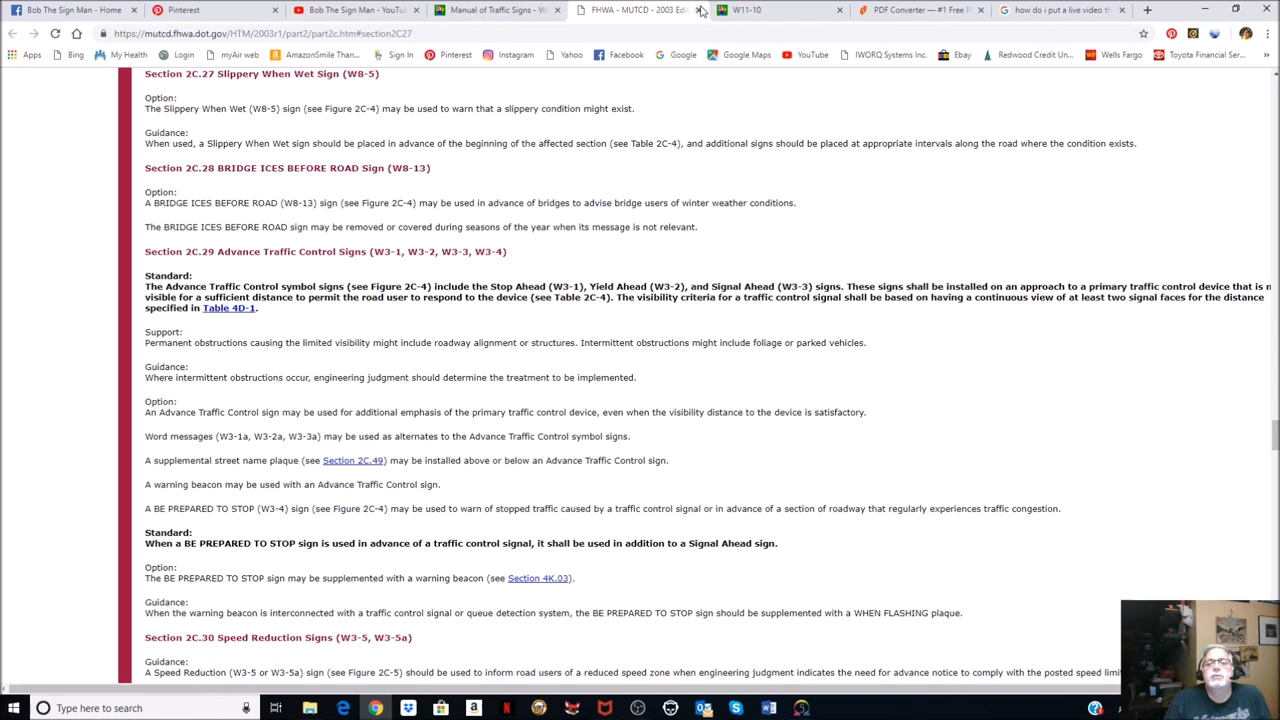 Bob The Sign Man - Home
Pinterest
Bob The Sign Man - YouTu
Manual of Traffic Signs - W
FHWA - MUTCD - 2003 Edi
W11-10
PDF Converter — #1 Free P
how do i put a live video th
https://mutcd.fhwa.dot.gov/HTM/2003r1/part2/part2c.htm#section2C27
Apps
Bing
My Health
myAir Web
AmazonSmile Thank
Sign In
Pinterest
Instagram
Yahoo
Facebook
Google
Google Maps
YouTube
IWORQ Systems Inc.
Ebay
Redwood Credit Un...
Wells Fargo
Toyota Financial Ser...
Section 2C.27 Slippery When Wet Sign (W8-5)
Option:
The Slippery When Wet (W8-5) sign (see Figure 2C-4) may be used to warn that a slippery condition might exist.
Guidance:
When used, a Slippery When Wet sign should be placed in advance of the beginning of the affected section (see Table 2C-4), and additional signs should be placed at appropriate intervals along the road where the condition exists.
Section 2C.28 BRIDGE ICES BEFORE ROAD Sign (W8-13)
Option:
A BRIDGE ICES BEFORE ROAD (W8-13) sign (see Figure 2C-4) may be used in advance of bridges to advise bridge users of winter weather conditions.
The BRIDGE ICES BEFORE ROAD sign may be removed or covered during seasons of the year when its message is not relevant.
Section 2C.29 Advance Traffic Control Signs (W3-1, W3-2, W3-3, W3-4)
Standard:
The Advance Traffic Control symbol signs (see Figure 2C-4) include the Stop Ahead (W3-1), Yield Ahead (W3-2), and Signal Ahead (W3-3) signs. These signs shall be installed on an approach to a primary traffic control device that is n
visible for a sufficient distance to permit the road user to respond to the device (see Table 2C-4). The visibility criteria for a traffic control signal shall be based on having a continuous view of at least two signal faces for the distance
specified in Table 4D-1.
Support:
Permanent obstructions causing the limited visibility might include roadway alignment or structures. Intermittent obstructions might include foliage or parked vehicles.
Guidance:
Where intermittent obstructions occur, engineering judgment should determine the treatment to be implemented.
Option:
An Advance Traffic Control sign may be used for additional emphasis of the primary traffic control device, even when the visibility distance to the device is satisfactory.
Word messages (W3-1a, W3-2a, W3-3a) may be used as alternates to the Advance Traffic Control symbol signs.
A supplemental street name plaque (see Section 2C.49) may be installed above or below an Advance Traffic Control sign.
A warning beacon may be used with an Advance Traffic Control sign.
A BE PREPARED TO STOP (W3-4) sign (see Figure 2C-4) may be used to warn of stopped traffic caused by a traffic control signal or in advance of a section of roadway that regularly experiences traffic congestion.
Standard:
When a BE PREPARED TO STOP sign is used in advance of a traffic control signal, it shall be used in addition to a Signal Ahead sign.
Option:
The BE PREPARED TO STOP sign may be supplemented with a warning beacon (see Section 4K.03).
Guidance:
When the warning beacon is interconnected with a traffic control signal or queue detection system, the BE PREPARED TO STOP sign should be supplemented with a WHEN FLASHING plaque.
Section 2C.30 Speed Reduction Signs (W3-5, W3-5a)
Guidance:
A Speed Reduction (W3-5 or W3-5a) sign (see Figure 2C-5) should be used to inform road users of a reduced speed zone when engineering judgment indicates the need for advance notice to comply with the posted speed limi
Type here to search